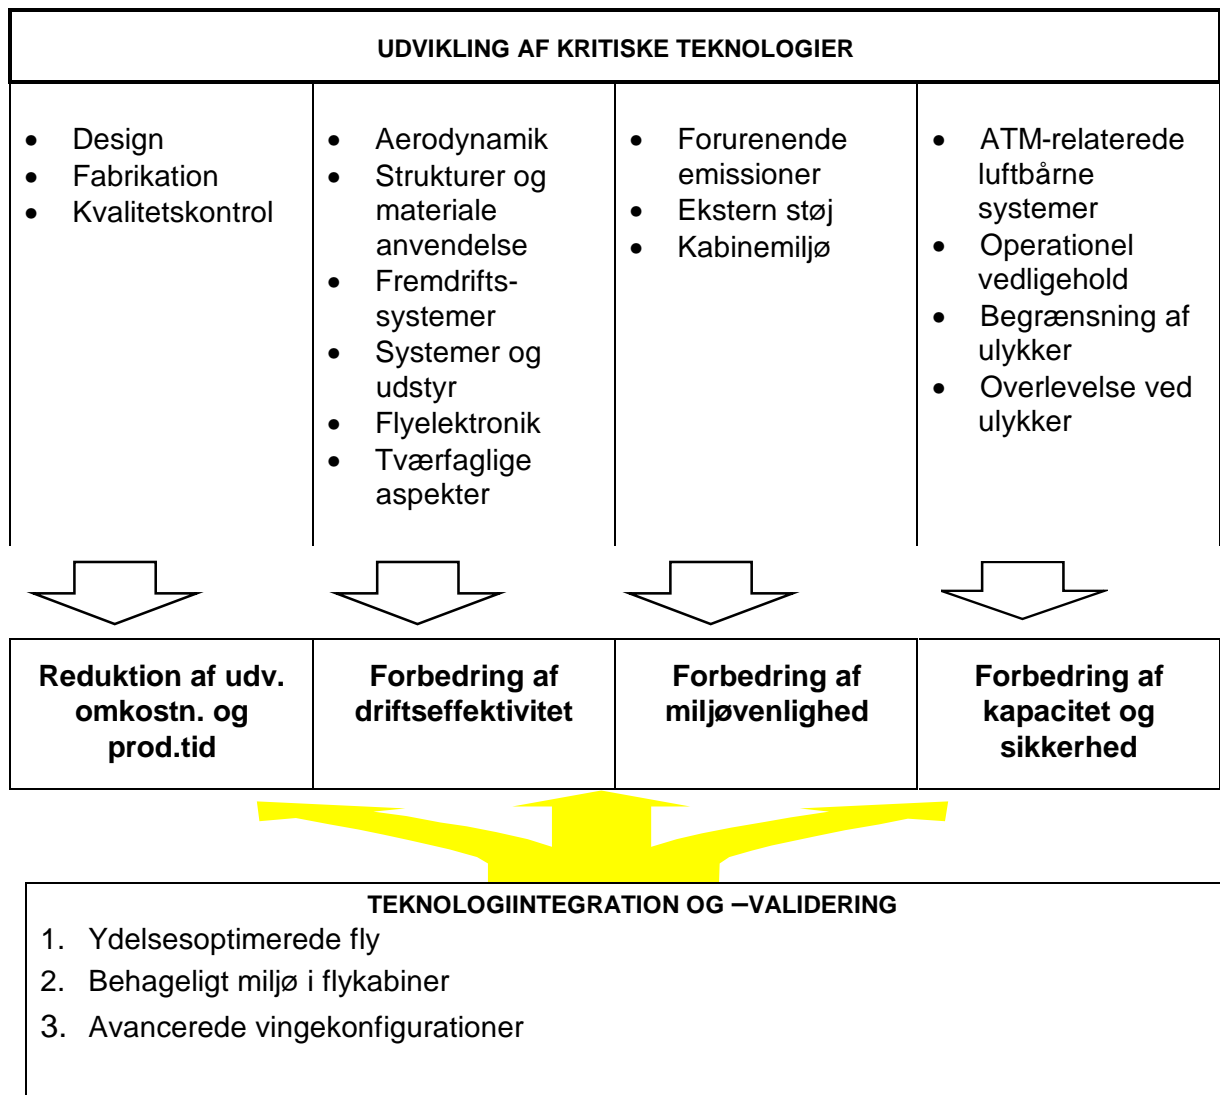 UDVIKLING AF KRITISKE TEKNOLOGIER
• Design
• Fabrikation
• Kvalitetskontrol
• Aerodynamik
• Strukturer og
materiale
anvendelse
• Fremdrifts-
systemer
• Systemer og
udstyr
• Flyelektronik
• Tværfaglige
aspekter
• Forurenende
emissioner
• Ekstern støj
• Kabinemiljø
• ATM-relaterede
luftbårne
systemer
• Operationel
vedligehold
• Begrænsning af
ulykker
• Overlevelse ved
ulykker
Reduktion af udv.
omkostn. og
prod.tid
Forbedring af
driftseffektivitet
Forbedring af
miljøvenlighed
Forbedring af
kapacitet og
sikkerhed
TEKNOLOGIINTEGRATION OG –VALIDERING
1. Ydelsesoptimerede fly
2. Behageligt miljø i flykabiner
3. Avancerede vingekonfigurationer